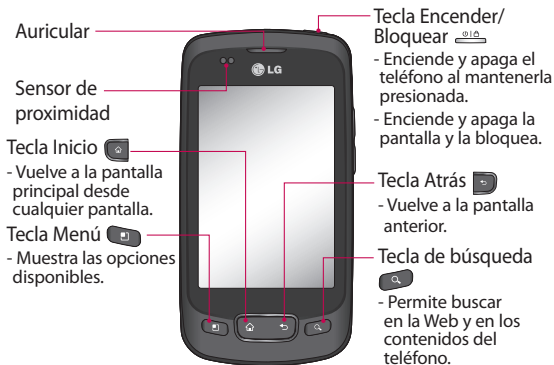 Auricular
Sensor de
proximidad
Tecla Inicio
- Vuelve a la pantalla
principal desde
cualquier pantalla.
Tecla Menú
- Muestra las opciones
disponibles.
LG
Tecla Encender/
Bloquear
- Enciende y apaga el
teléfono al mantenerla
presionada.
- Enciende y apaga la
pantalla y la bloquea.
Tecla Atrás
- Vuelve a la pantalla
anterior.
Tecla de búsqueda
- Permite buscar
en la Web y en los
contenidos del
teléfono.